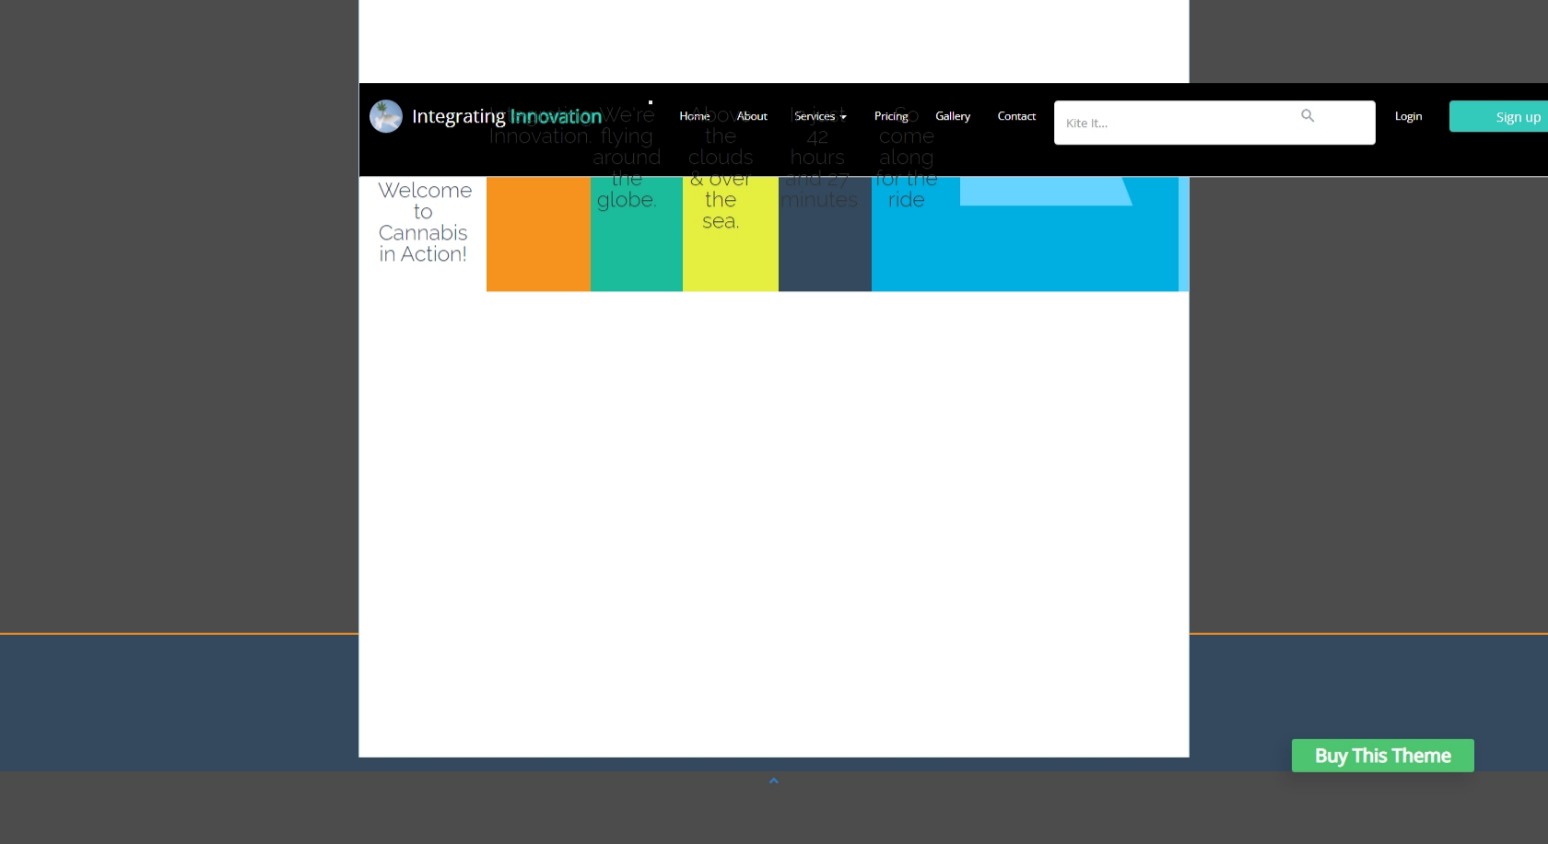 Integrating Innovation
Home
About
Services
Pricing
Gallery
Contact
Kite It...
Login
Sign up
Welcome
to
Cannabis
in Action!
Integrating
Innovation.
We're
flying
around
the
globe.
Above
the
clouds
& over
the
sea.
In just
42
hours
and 27
minutes
So
come
along
for the
ride
Buy This Theme